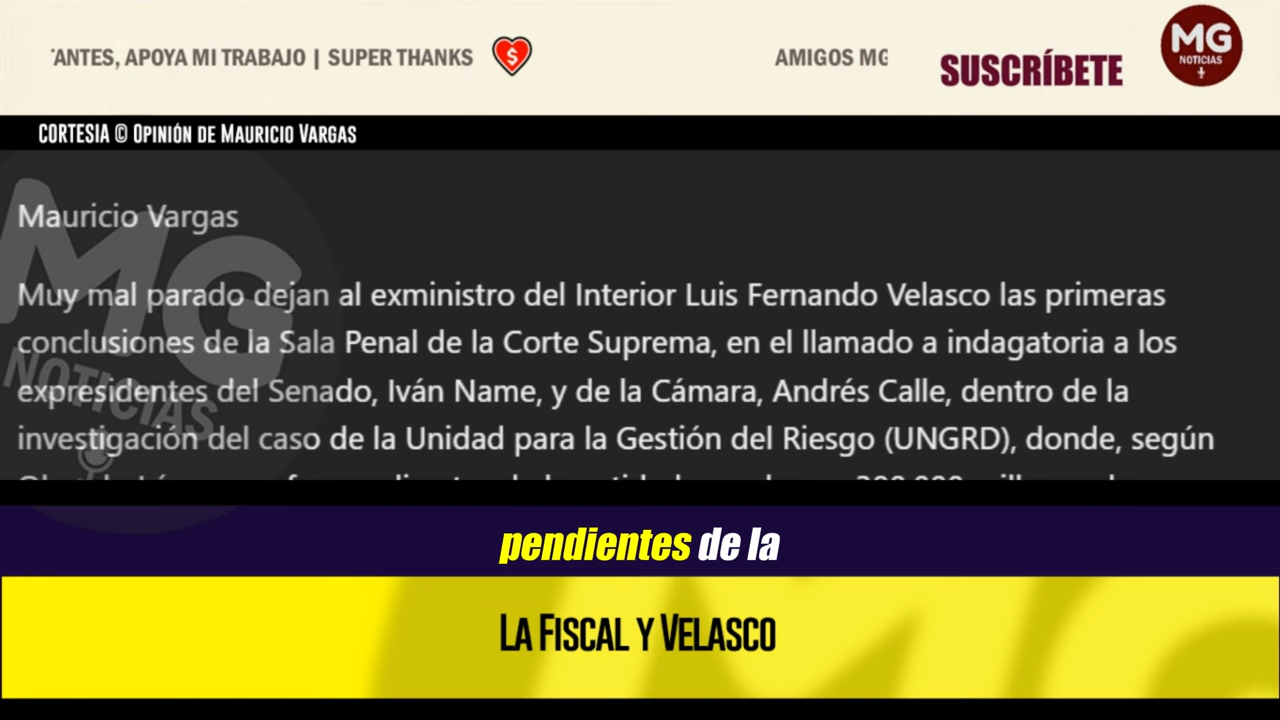 'ANTES, APOYA MI TRABAJO | SUPER THANKS
AMIGOS MG
SUSCRÍBETE
MG
NOTICIAS
CORTESIA © OPINIÓN DE MAURICIO VARGAS
Mauricio Vargas
Muy mal parado dejan al exministro del Interior Luis Fernando Velasco las primeras
conclusiones de la Sala Penal de la Corte Suprema, en el llamado a indagatoria a los
expresidentes del Senado, Iván Name, y de la Cámara, Andrés Calle, dentro de la
investigación del caso de la Unidad para la Gestión del Riesgo (UNGRD), donde, según
MG
NOTICIAS
pendientes de la
LA FISCAL Y VELASCO